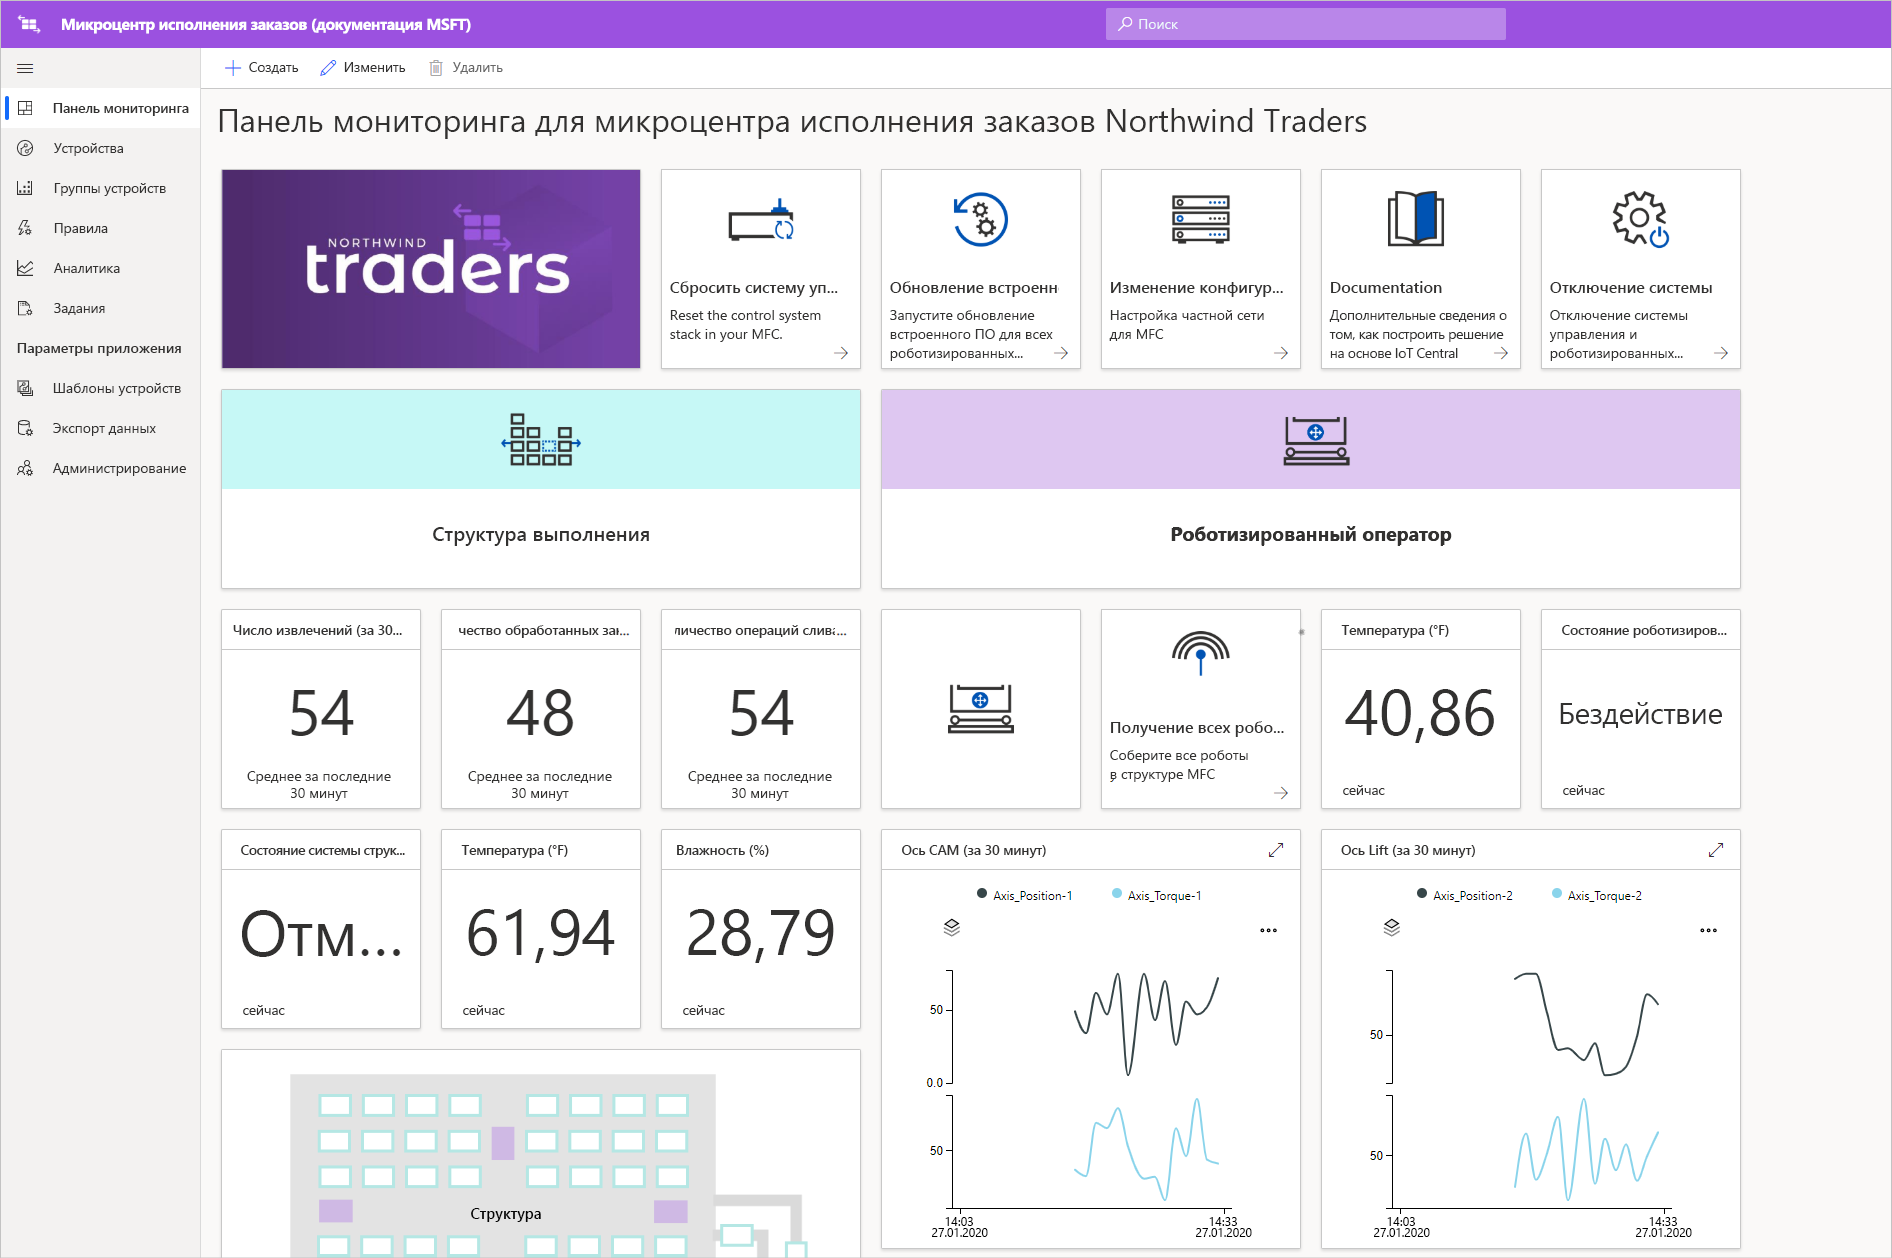 Микроцентр исполнения заказов (документация MSFT)
Поиск
Создать
Изменить
Удалить
Панель мониторинга
Устройства
Группы устройств
Правила
Аналитика
Задания
Параметры приложения
Шаблоны устройств
Экспорт данных
Администрирование
Панель мониторинга для микроцентра исполнения заказов Northwind Traders
NORTHWIND
traders
Сбросить систему уп...
Reset the control system
stack in your MFC.
Обновление встроенн
Запустите обновление
встроенного ПО для всех
роботизированных...
Изменение конфигур...
Настройка частной сети
для MFC
Documentation
Дополнительные сведения о
том, как построить решение
на основе IoT Central
Отключение системы
Отключение системы
управления и
роботизированных...
Структура выполнения
Роботизированный оператор
Число извлечений (за 30...
54
Среднее за последние
30 минут
чество обработанных зак...
48
Среднее за последние
30 минут
личество операций слива...
54
Среднее за последние
30 минут
Получение всех робо...
Соберите все роботы
в структуре MFC
Температура (°F)
40,86
сейчас
Состояние роботизиров...
Бездействие
сейчас
Состояние системы струк...
Отм...
сейчас
Температура (°F)
61,94
сейчас
Влажность (%)
28,79
сейчас
Ось CAM (за 30 минут)
Axis_Position-1
Axis_Torque-1
50
0.0
50
14:03
27.01.2020
14:33
27.01.2020
Ось Lift (за 30 минут)
Axis_Position-2
Axis_Torque-2
50
50
14:03
27.01.2020
14:33
27.01.2020
Структура